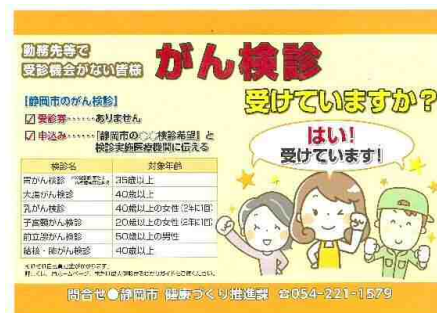 勤務先等で
受診機会がない皆様
がん検診
受けていますか?
【静岡市のがん検診】
☑ 受診券……ありません
☑ 申込み……「静岡市の○○検診希望」と
検診実施医療機関に伝える
はい!
受けています!
検診名 対象年齢
胃がん検診 35歳以上
大腸がん検診 40歳以上
乳がん検診 40歳以上の女性(2年に1回)
子宮頸がん検診 20歳以上の女性(2年に1回)
前立腺がん検診 50歳以上の男性
結核・肺がん検診 40歳以上
問合せ●静岡市 健康づくり推進課 ☎054-221-1579